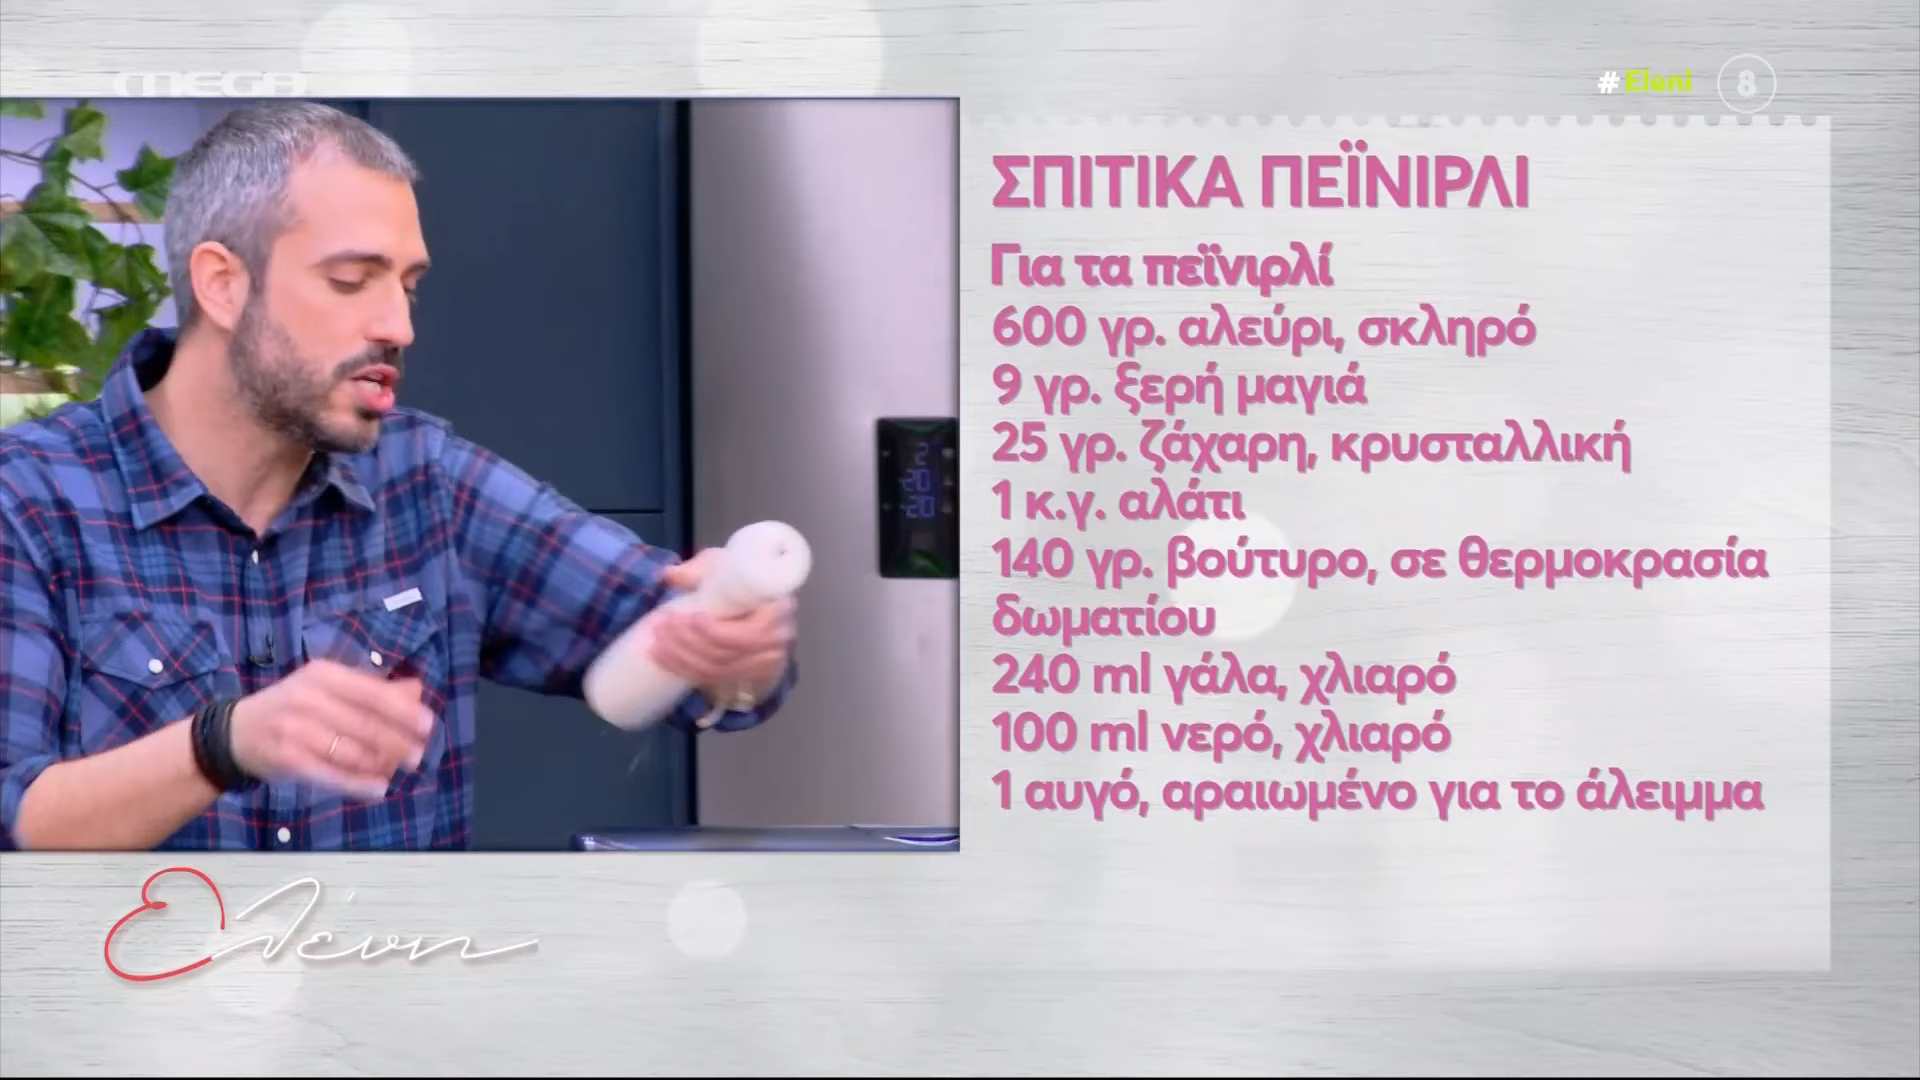 MEGA
#Eleni 8
ΣΠΙΤΙΚΑ ΠΕΪΝΙΡΛΙ
Για τα πεϊνιρλί
600 γρ. αλεύρι, σκληρό
9 γρ. ξερή μαγιά
25 γρ. ζάχαρη, κρυσταλλική
1 κ.γ. αλάτι
140 γρ. βούτυρο, σε θερμοκρασία
δωματίου
240 ml γάλα, χλιαρό
100 ml νερό, χλιαρό
1 αυγό, αραιωμένο για το άλειμμα
Ελένη